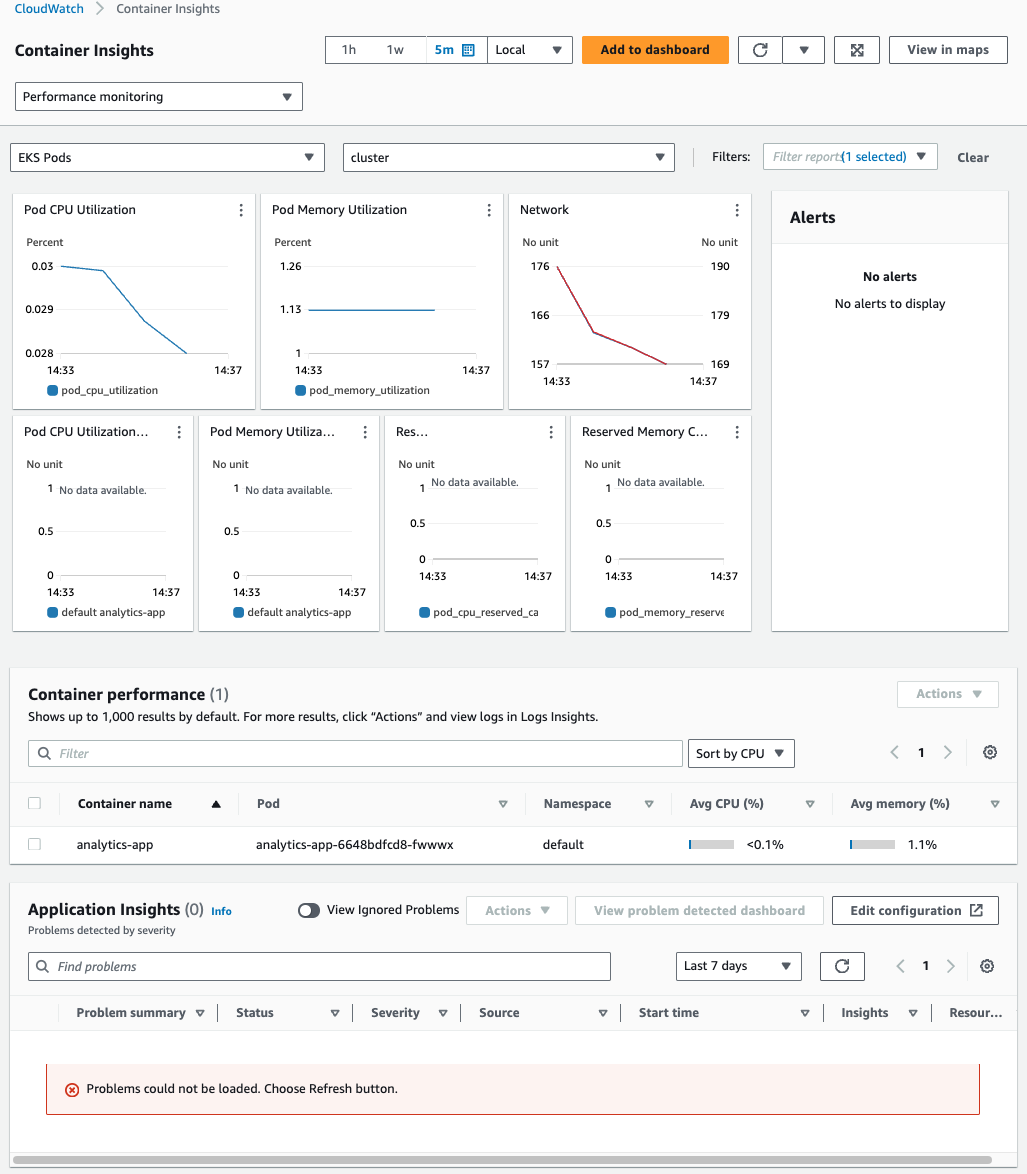 CloudWatch > Container Insights
Container Insights
1h 1w 5m Local Add to dashboard View in maps
Performance monitoring
EKS Pods cluster Filters: Filter report (1 selected) Clear
Pod CPU Utilization
Percent
0.03
0.029
0.028
14:33 14:37
pod_cpu_utilization
Pod Memory Utilization
Percent
1.26
1.13
1
14:33 14:37
pod_memory_utilization
Network
No unit No unit
176 190
166 179
157 169
14:33 14:37
Alerts
No alerts
No alerts to display
Pod CPU Utilization...
No unit
1 No data available.
0.5
0
14:33 14:37
default analytics-app
Pod Memory Utiliza...
No unit
1 No data available.
0.5
0
14:33 14:37
default analytics-app
Res...
No unit
No data available.
1
0.5
0
14:33 14:37
pod_cpu_reserved_ca
Reserved Memory C...
No unit
No data available.
1
0.5
0
14:33 14:37
pod_memory_reserve
Container performance (1) Actions
Shows up to 1,000 results by default. For more results, click “Actions” and view logs in Logs Insights.
Filter Sort by CPU 1
Container name Pod Namespace Avg CPU (%) Avg memory (%)
analytics-app analytics-app-6648bdfcd8-fwwwx default <0.1% 1.1%
Application Insights (0) Info View Ignored Problems Actions View problem detected dashboard Edit configuration
Problems detected by severity
Find problems Last 7 days 1
Problem summary Status Severity Source Start time Insights Resour...
Problems could not be loaded. Choose Refresh button.